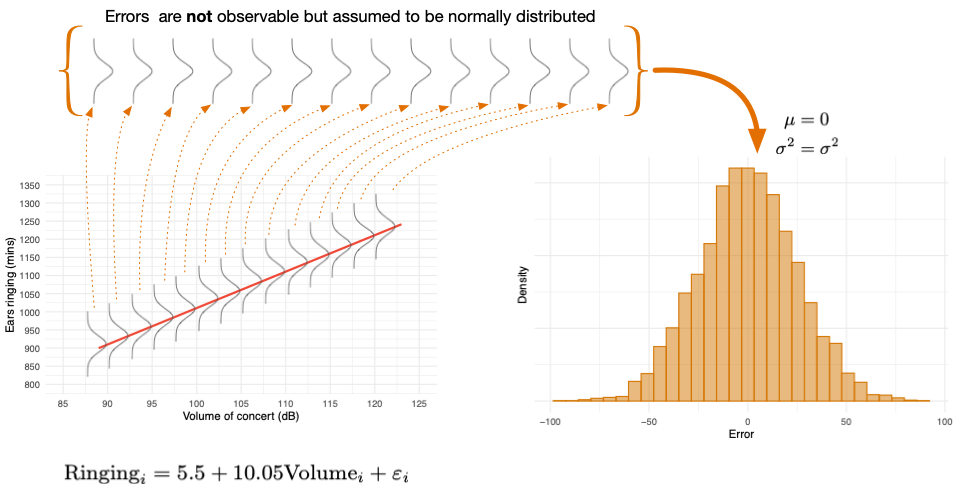 Errors are not observable but assumed to be normally distributed
μ = 0
σ² = σ²
1350
1300
1250
1200
1150
1100
1050
1000
950
900
850
800
Ears ringing (mins)
85 90 95 100 105 110 115 120 125
Volume of concert (dB)
Density
−100 −50 0 50 100
Error
Ringingᵢ = 5.5 + 10.05Volumeᵢ + εᵢ